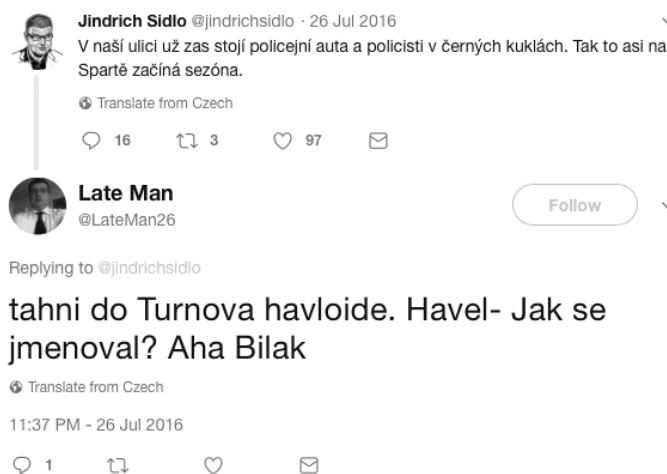 Jindrich Sidlo @jindrichsidlo · 26 Jul 2016
V naší ulici už zas stojí policejní auta a policisti v černých kuklách. Tak to asi na
Spartě začíná sezóna.
Translate from Czech
16 3 97
Late Man
@LateMan26
Follow
Replying to @jindrichsidlo
tahni do Turnova havloide. Havel- Jak se
jmenoval? Aha Bilak
Translate from Czech
11:37 PM - 26 Jul 2016
1